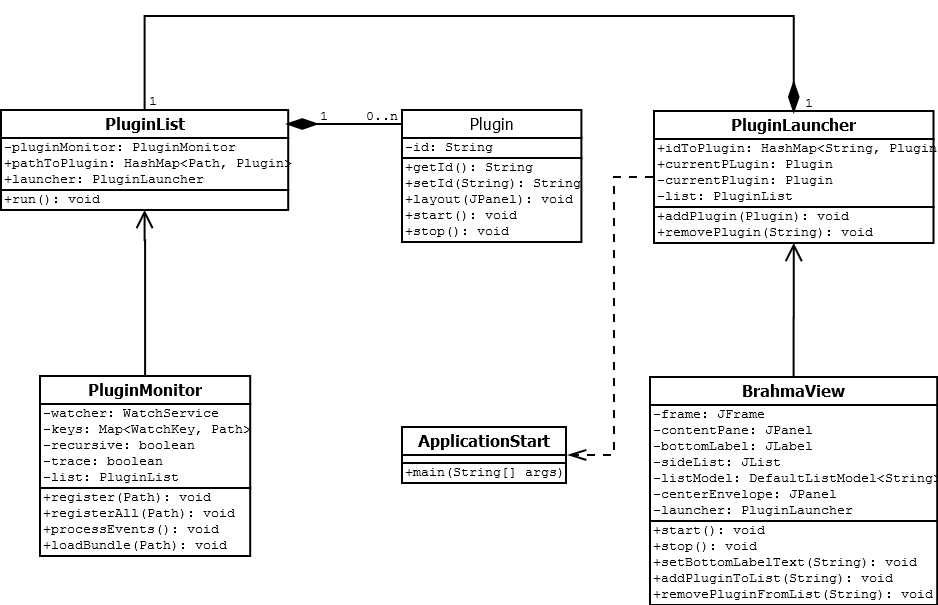 1
1
PluginList
-pluginMonitor: PluginMonitor
+pathToPlugin: HashMap<Path, Plugin>
+launcher: PluginLauncher
+run(): void
1
0..n
Plugin
-id: String
+getId(): String
+setId(String): String
+layout(JPanel): void
+start(): void
+stop(): void
PluginLauncher
+idToPlugin: HashMap<String, Plugin
+currentPLugin: Plugin
-currentPlugin: Plugin
-list: PluginList
+addPlugin(Plugin): void
+removePlugin(String): void
PluginMonitor
-watcher: WatchService
-keys: Map<WatchKey, Path>
-recursive: boolean
-trace: boolean
-list: PluginList
+register(Path): void
+registerAll(Path): void
+processEvents(): void
+loadBundle(Path): void
ApplicationStart
+main(String[] args)
BrahmaView
-frame: JFrame
-contentPane: JPanel
-bottomLabel: JLabel
-sideList: JList
-listModel: DefaultListModel<String>
-centerEnvelope: JPanel
-launcher: PluginLauncher
+start(): void
+stop(): void
+setBottomLabelText(String): void
+addPluginToList(String): void
+removePluginFromList(String): void